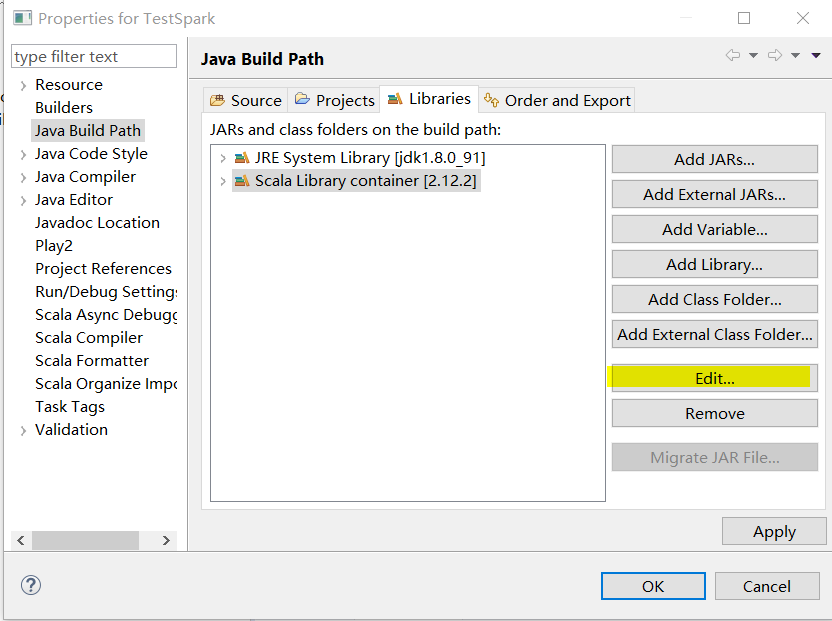 Properties for TestSpark
type filter text
Resource
Builders
Java Build Path
Java Code Style
Java Compiler
Java Editor
Javadoc Location
Play2
Project References
Run/Debug Settings
Scala Async Debugg
Scala Compiler
Scala Formatter
Scala Organize Impo
Task Tags
Validation
Java Build Path
Source
Projects
Libraries
Order and Export
JARs and class folders on the build path:
JRE System Library [jdk1.8.0_91]
Scala Library container [2.12.2]
Add JARs...
Add External JARs...
Add Variable...
Add Library...
Add Class Folder...
Add External Class Folder...
Edit...
Remove
Migrate JAR File...
Apply
?
OK
Cancel